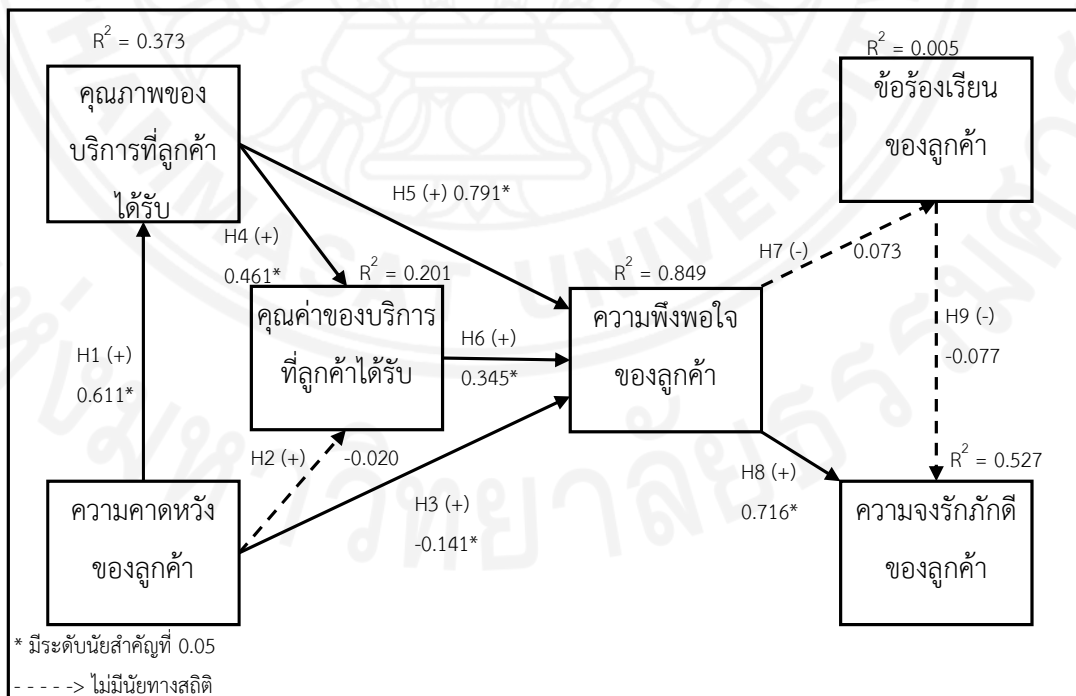 R² = 0.373
คุณภาพของ
บริการที่ลูกค้า
ได้รับ
R² = 0.005
ข้อร้องเรียน
ของลูกค้า
H5 (+) 0.791*
H4 (+)
0.461*
R² = 0.201
คุณค่าของบริการ
ที่ลูกค้าได้รับ
H6 (+)
0.345*
R² = 0.849
ความพึงพอใจ
ของลูกค้า
H7 (-) 0.073
H9 (-)
-0.077
H1 (+)
0.611*
H2 (+) -0.020
H3 (+)
-0.141*
H8 (+)
0.716*
R² = 0.527
ความคาดหวัง
ของลูกค้า
ความจงรักภักดี
ของลูกค้า
* มีระดับนัยสำคัญที่ 0.05
- - - - -> ไม่มีนัยทางสถิติ